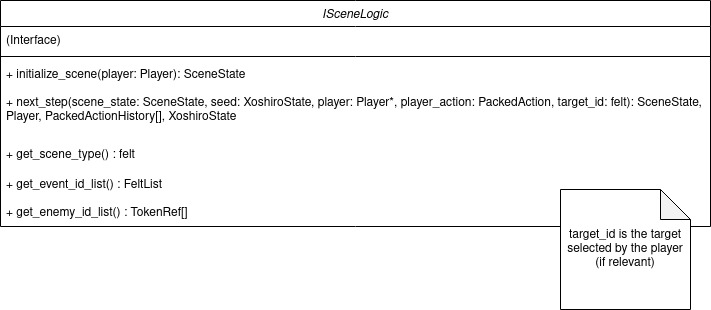 ISceneLogic
(Interface)
+ initialize_scene(player: Player): SceneState
+ next_step(scene_state: SceneState, seed: XoshiroState, player: Player*, player_action: PackedAction, target_id: felt): SceneState,
Player, PackedActionHistory[], XoshiroState
+ get_scene_type() : felt
+ get_event_id_list() : FeltList
+ get_enemy_id_list() : TokenRef[]
target_id is the target
selected by the player
(if relevant)